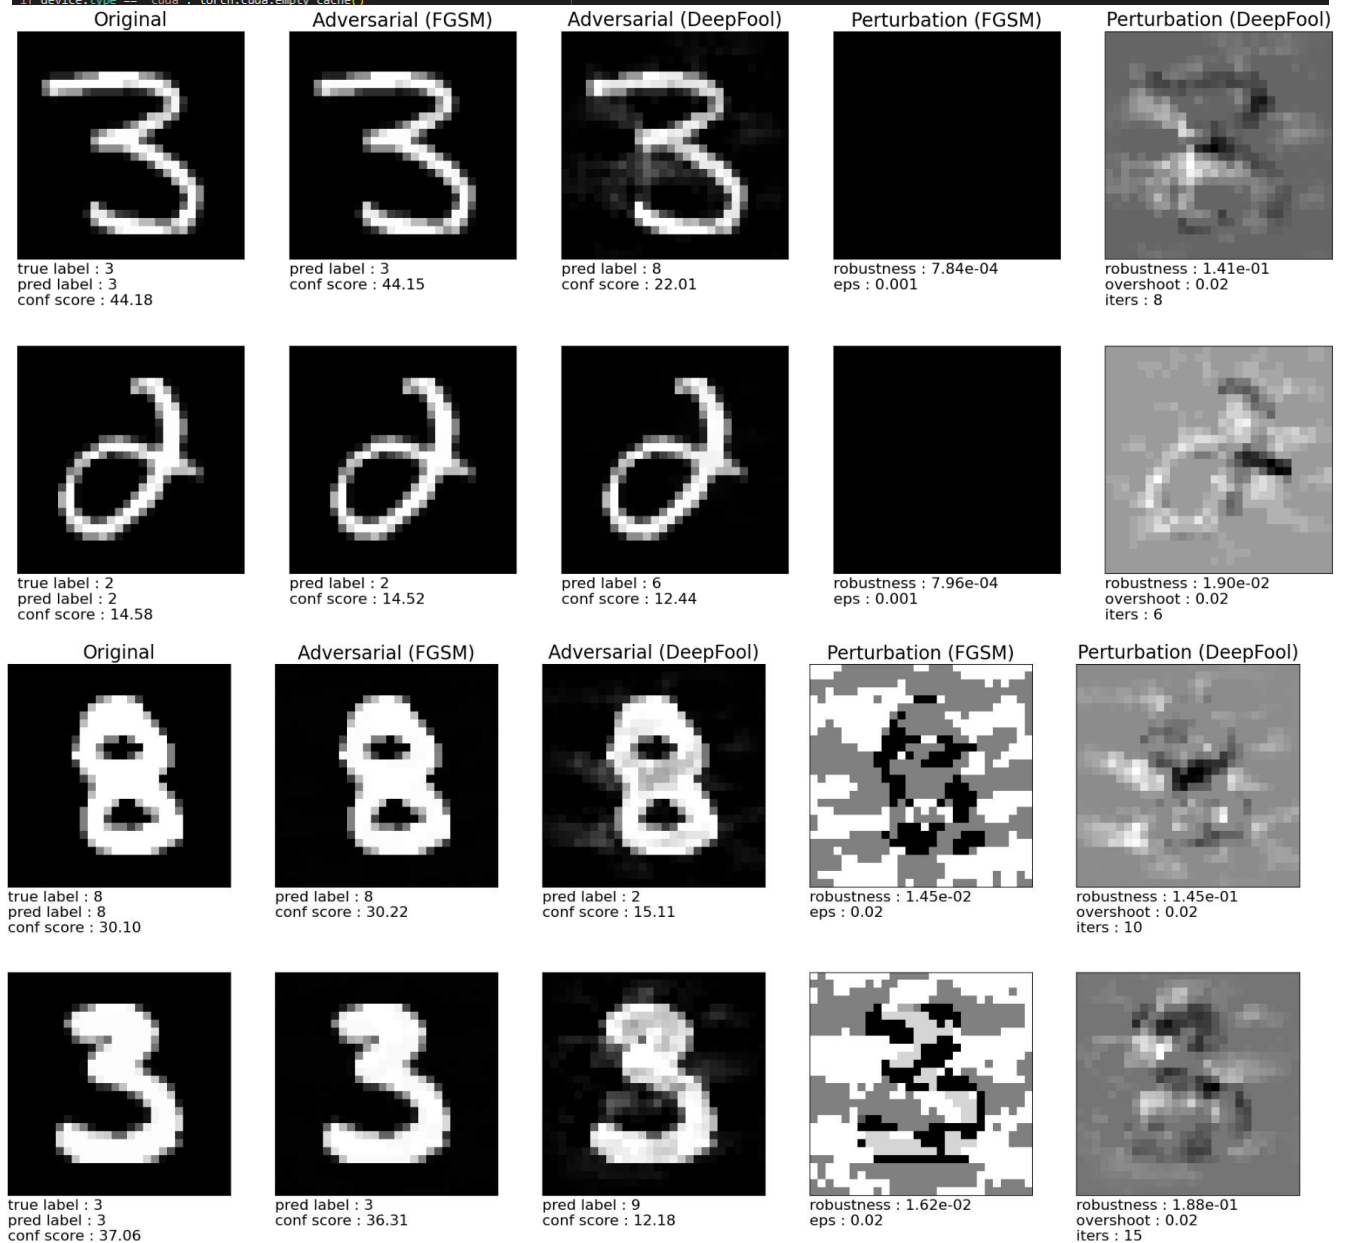 if device.type == "cuda": torch.cuda.empty_cache()
Original Adversarial (FGSM) Adversarial (DeepFool) Perturbation (FGSM) Perturbation (DeepFool)
true label : 3 pred label : 3 pred label : 8 robustness : 7.84e-04 robustness : 1.41e-01
pred label : 3 conf score : 44.15 conf score : 22.01 eps : 0.001 overshoot : 0.02
conf score : 44.18 iters : 8
true label : 2 pred label : 2 pred label : 6 robustness : 7.96e-04 robustness : 1.90e-02
pred label : 2 conf score : 14.52 conf score : 12.44 eps : 0.001 overshoot : 0.02
conf score : 14.58 iters : 6
Original Adversarial (FGSM) Adversarial (DeepFool) Perturbation (FGSM) Perturbation (DeepFool)
true label : 8 pred label : 8 pred label : 2 robustness : 1.45e-02 robustness : 1.45e-01
pred label : 8 conf score : 30.22 conf score : 15.11 eps : 0.02 overshoot : 0.02
conf score : 30.10 iters : 10
true label : 3 pred label : 3 pred label : 9 robustness : 1.62e-02 robustness : 1.88e-01
pred label : 3 conf score : 36.31 conf score : 12.18 eps : 0.02 overshoot : 0.02
conf score : 37.06 iters : 15